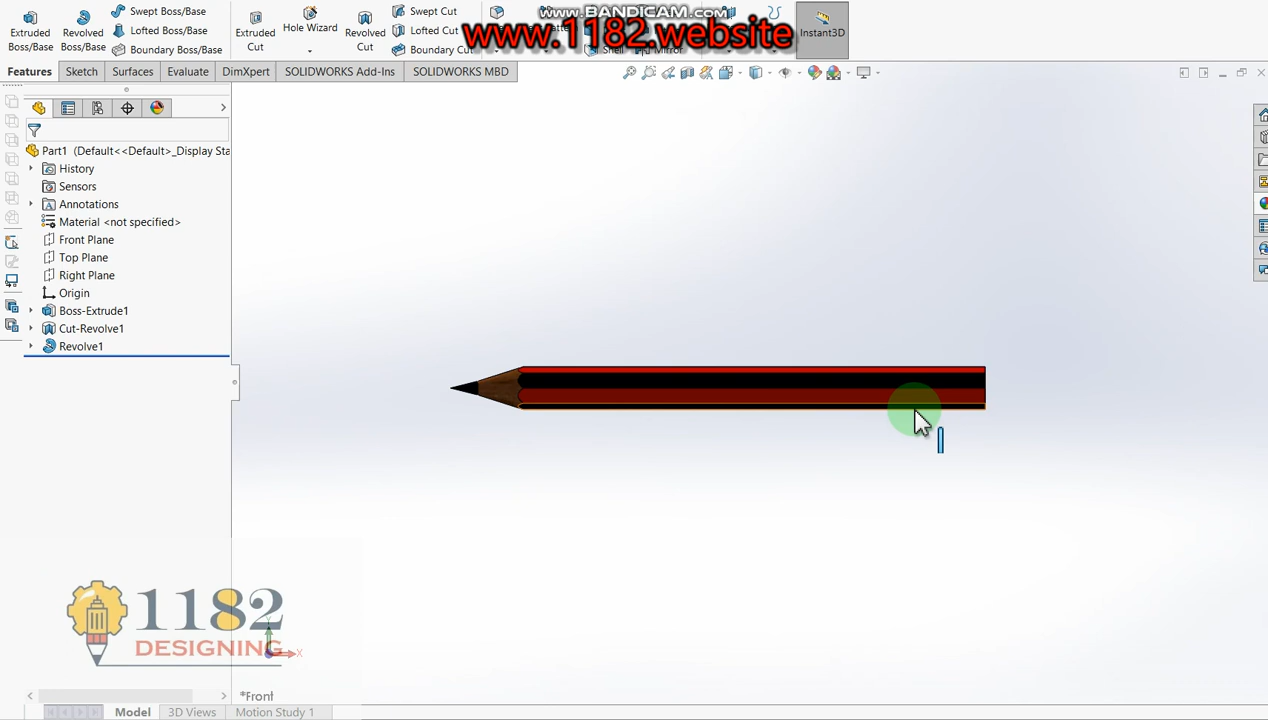 www.BANDICAM.com
www.1182.website
Extruded Boss/Base
Revolved Boss/Base
Swept Boss/Base
Lofted Boss/Base
Boundary Boss/Base
Extruded Cut
Hole Wizard
Revolved Cut
Swept Cut
Lofted Cut
Boundary Cut
Shell
Mirror
Instant3D
Features
Sketch
Surfaces
Evaluate
DimXpert
SOLIDWORKS Add-Ins
SOLIDWORKS MBD
Part1 (Default<<Default>_Display Sta
History
Sensors
Annotations
Material <not specified>
Front Plane
Top Plane
Right Plane
Origin
Boss-Extrude1
Cut-Revolve1
Revolve1
1182
DESIGNING
X
*Front
Model
3D Views
Motion Study 1